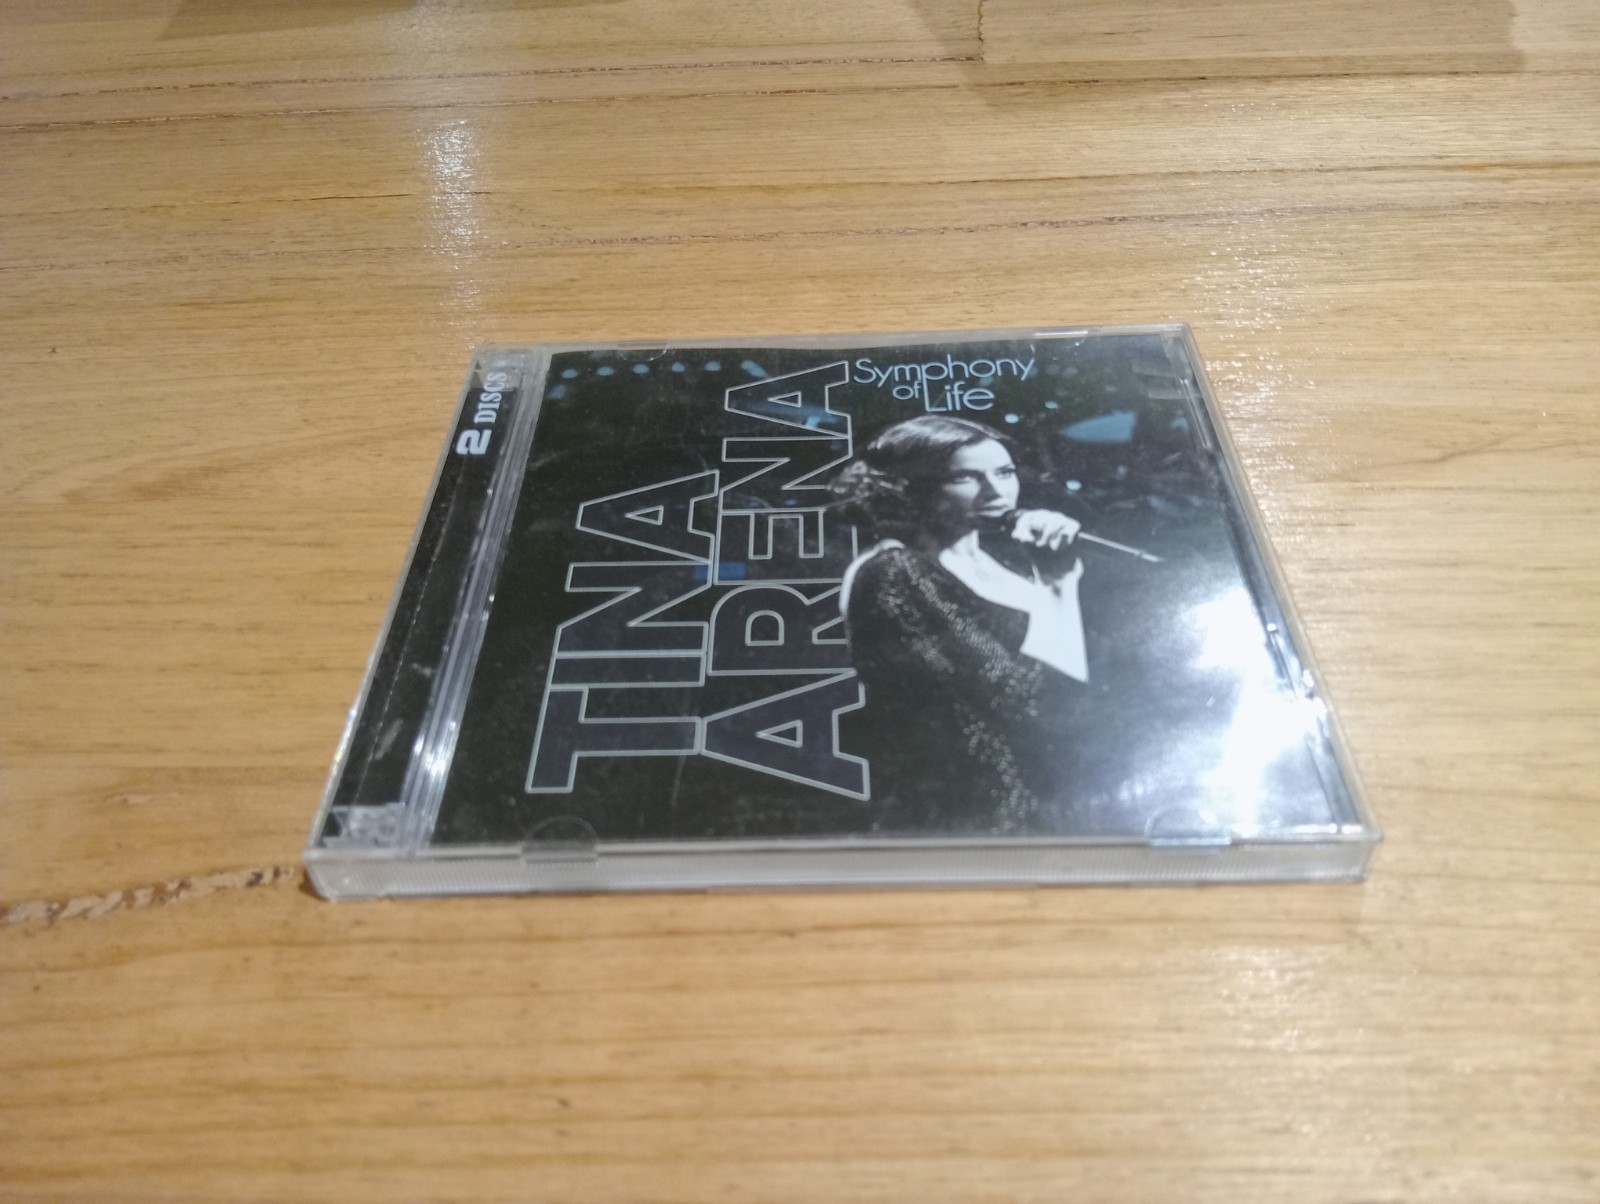 2 DISCS
TINA
ARENA
Symphony
of Life